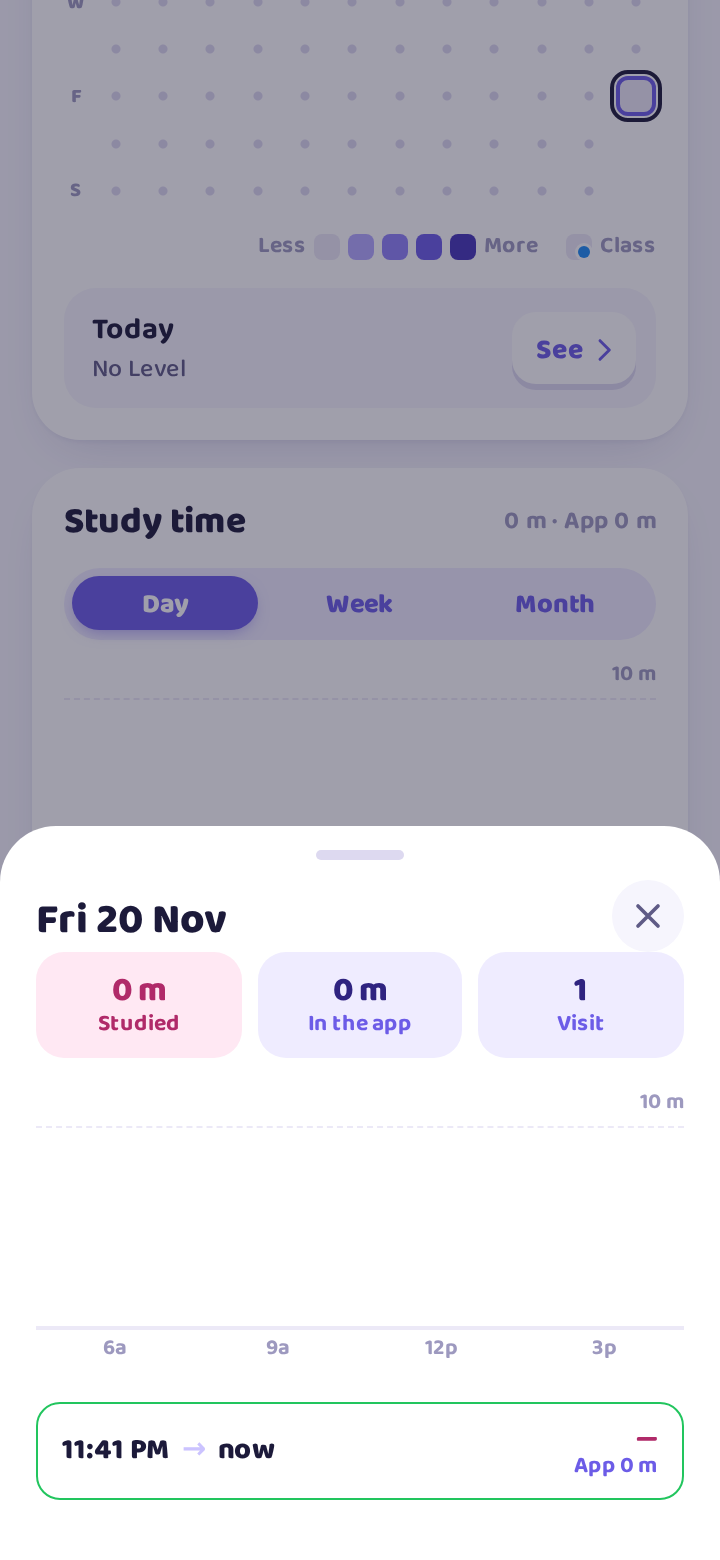 W
F
S
Less More Class
Today
No Level
See
Study time
0 m · App 0 m
Day Week Month
10 m
Fri 20 Nov
0 m
Studied
0 m
In the app
1
Visit
10 m
6a 9a 12p 3p
11:41 PM → now
–
App 0 m